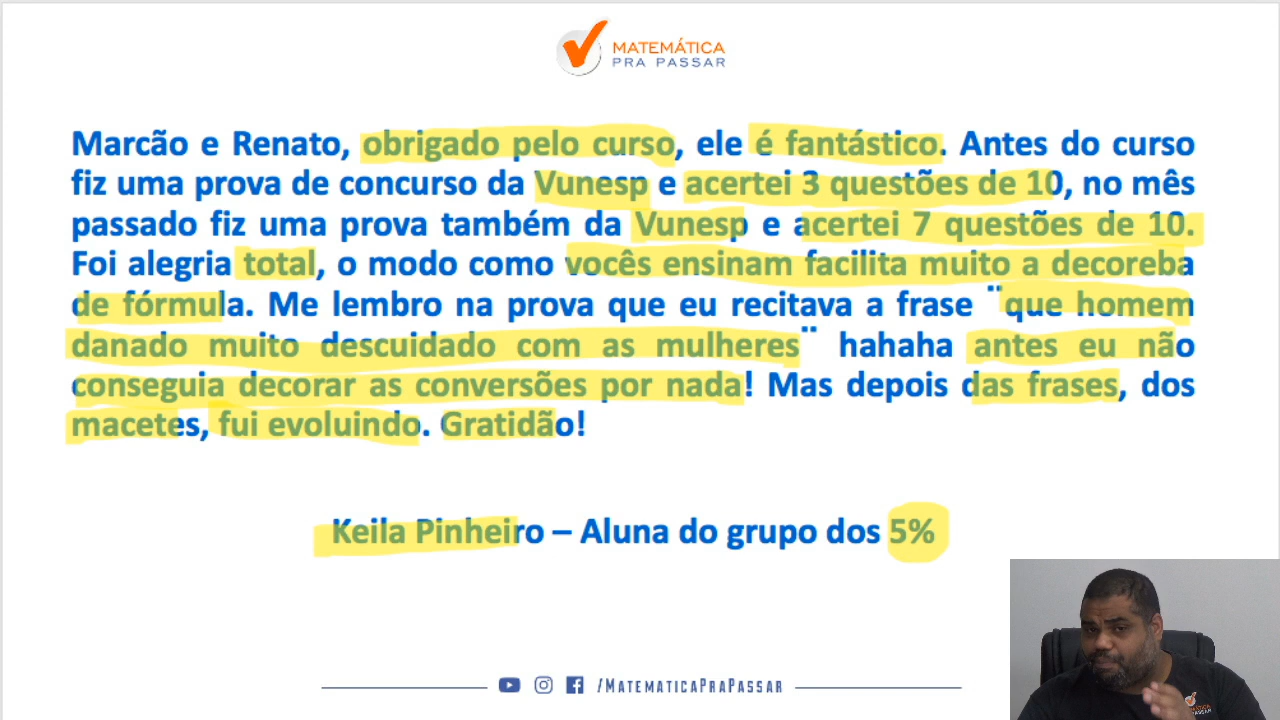 MATEMÁTICA
PRA PASSAR
Marcão e Renato, obrigado pelo curso, ele é fantástico. Antes do curso
fiz uma prova de concurso da Vunesp e acertei 3 questões de 10, no mês
passado fiz uma prova também da Vunesp e acertei 7 questões de 10.
Foi alegria total, o modo como vocês ensinam facilita muito a decoreba
de fórmula. Me lembro na prova que eu recitava a frase ¨que homem
danado muito descuidado com as mulheres¨ hahaha antes eu não
conseguia decorar as conversões por nada! Mas depois das frases, dos
macetes, fui evoluindo. Gratidão!
Keila Pinheiro – Aluna do grupo dos 5%
/MATEMATICAPRAPASSAR
MATEMÁTICA
PRA PASSAR